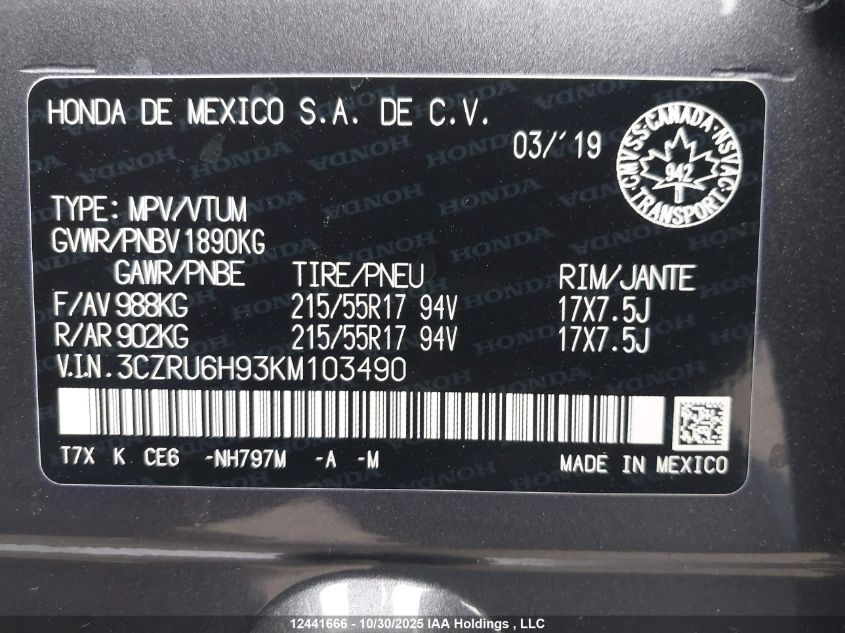 HONDA DE MEXICO S.A. DE C.V.
03/'19
CMVSS·CANADA·NSVAC·TRANSPORT
942
TYPE: MPV/VTUM
GVWR/PNBV 1890KG
GAWR/PNBE TIRE/PNEU RIM/JANTE
F/AV 988KG 215/55R17 94V 17X7.5J
R/AR 902KG 215/55R17 94V 17X7.5J
V.I.N. 3CZRU6H93KM103490
T7X K CE6 -NH797M -A -M MADE IN MEXICO
12441666 - 10/30/2025 IAA Holdings , LLC